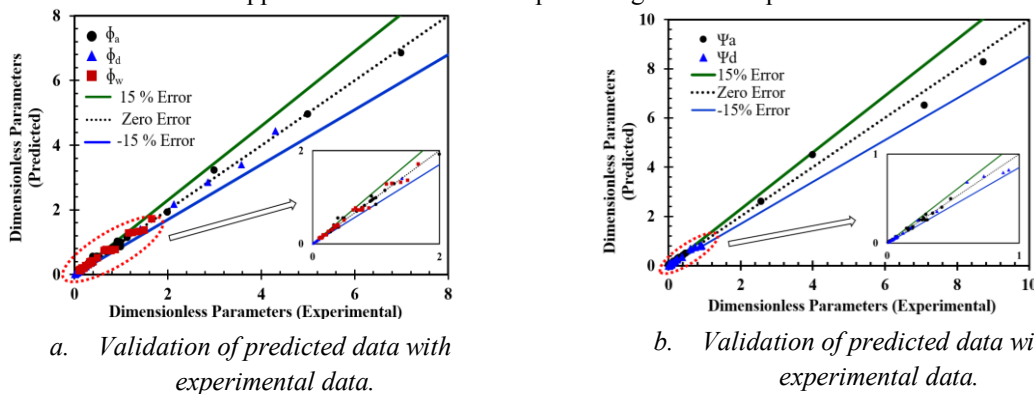 8
ϕa
ϕd
ϕw
15 % Error
Zero Error
-15 % Error
6
4
2
0
0
2
4
6
8
2
0
0
2
Dimensionless Parameters
(Predicted)
Dimensionless Parameters (Experimental)
a. Validation of predicted data with
experimental data.
10
Ψa
Ψd
15% Error
Zero Error
-15% Error
8
6
4
2
0
0
2
4
6
8
10
1
0
0
1
Dimensionless Parameters
(Predicted)
Dimensionless Parameters (Experimental)
b. Validation of predicted data wi
experimental data.